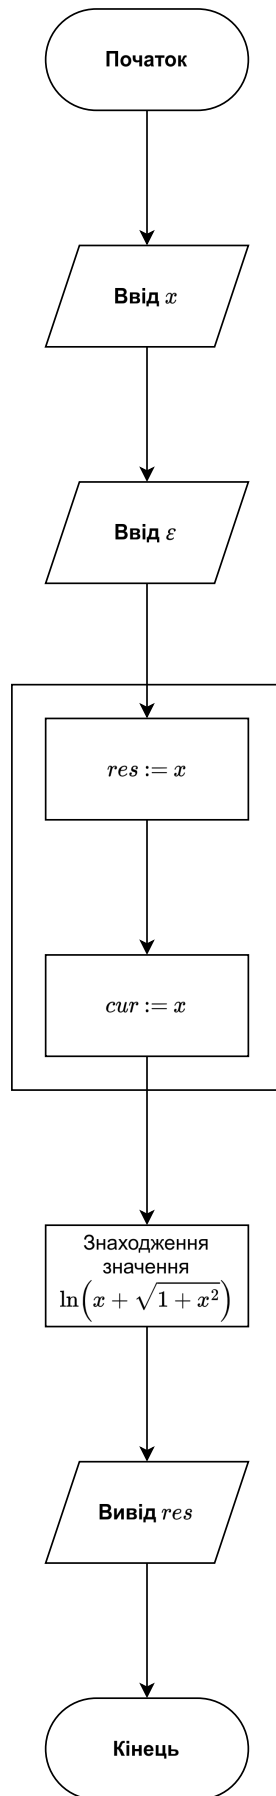 Початок
Ввід x
Ввід ε
res := x
cur := x
Знаходження
значення
ln(x + √(1 + x²))
Вивід res
Кінець